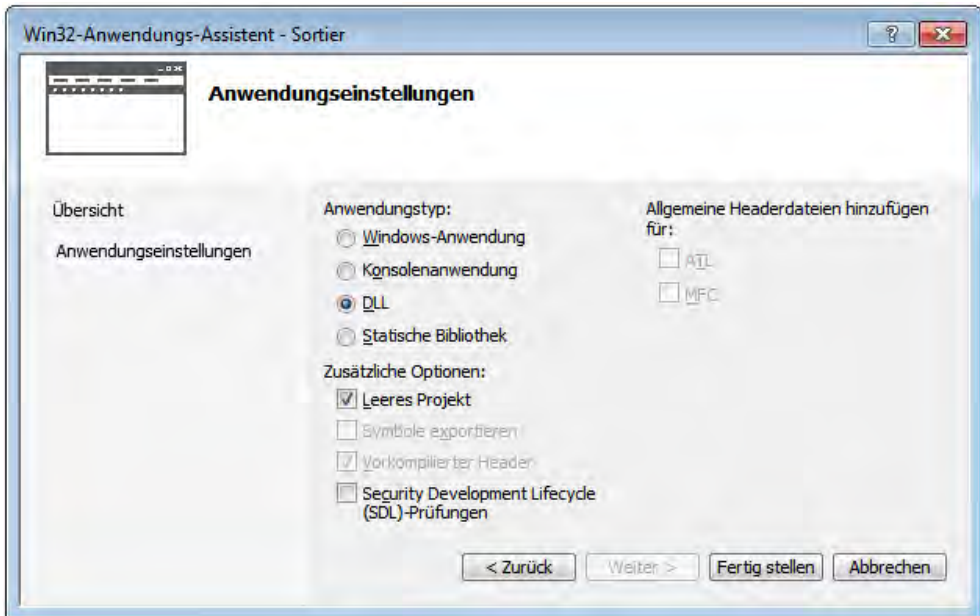 Win32-Anwendungs-Assistent - Sortier
Anwendungseinstellungen
Übersicht
Anwendungseinstellungen
Anwendungstyp:
Windows-Anwendung
Konsolenanwendung
DLL
Statische Bibliothek
Zusätzliche Optionen:
Leeres Projekt
Symbole exportieren
Vorkompilierter Header
Security Development Lifecycle
(SDL)-Prüfungen
Allgemeine Headerdateien hinzufügen
für:
ATL
MFC
< Zurück
Weiter >
Fertig stellen
Abbrechen